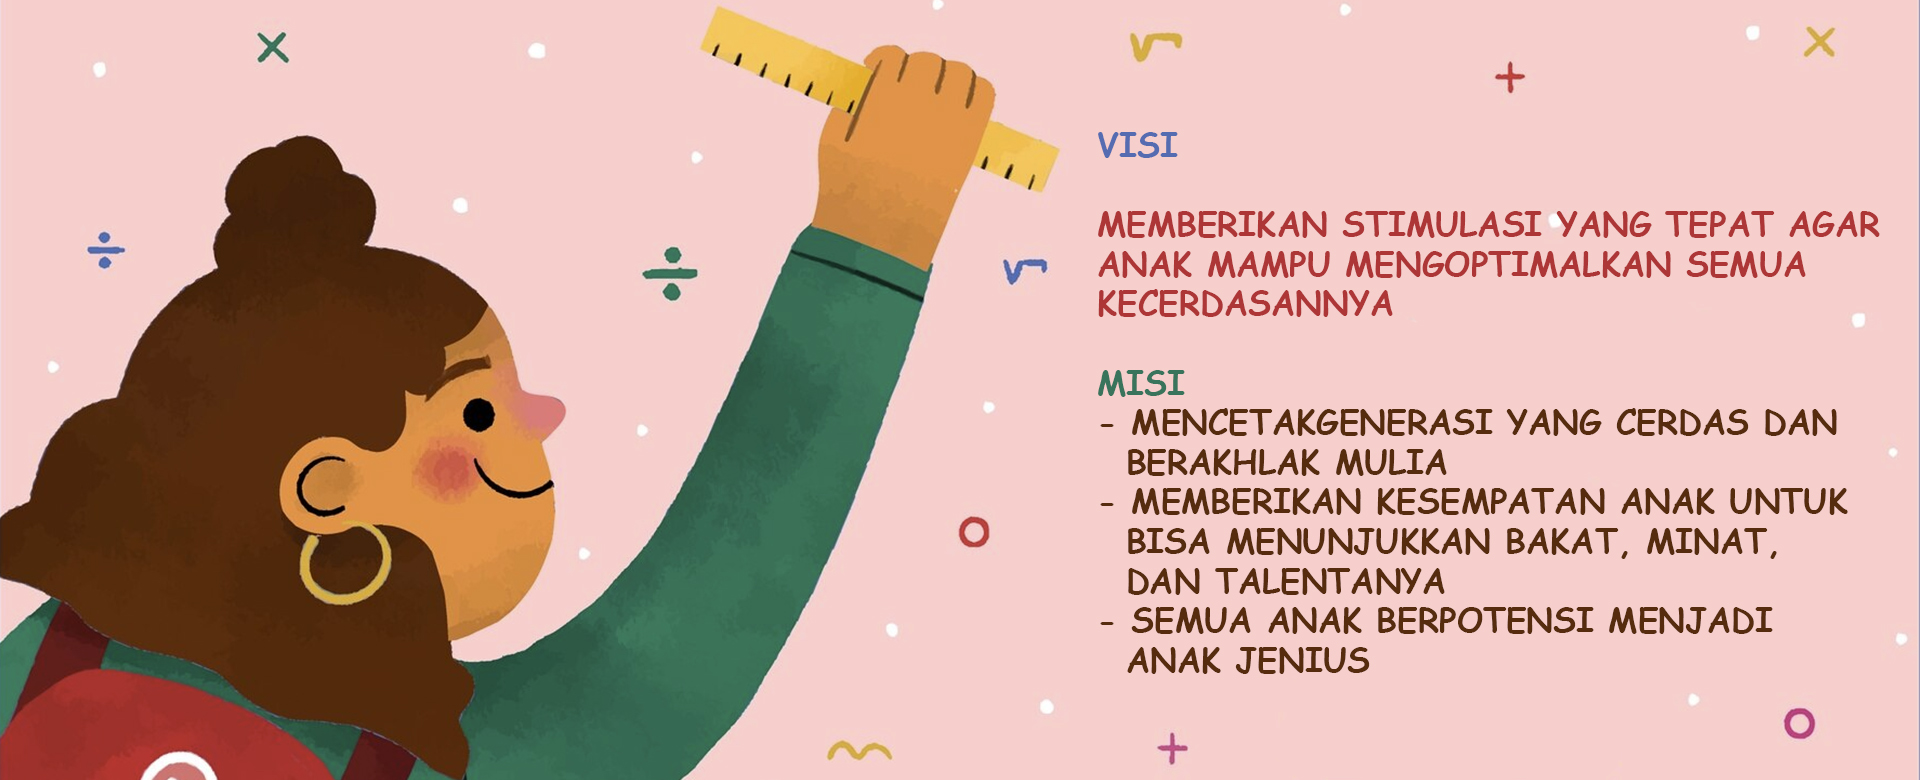 VISI
MEMBERIKAN STIMULASI YANG TEPAT AGAR
ANAK MAMPU MENGOPTIMALKAN SEMUA
KECERDASANNYA
MISI
- MENCETAKGENERASI YANG CERDAS DAN
BERAKHLAK MULIA
- MEMBERIKAN KESEMPATAN ANAK UNTUK
BISA MENUNJUKKAN BAKAT, MINAT,
DAN TALENTANYA
- SEMUA ANAK BERPOTENSI MENJADI
ANAK JENIUS